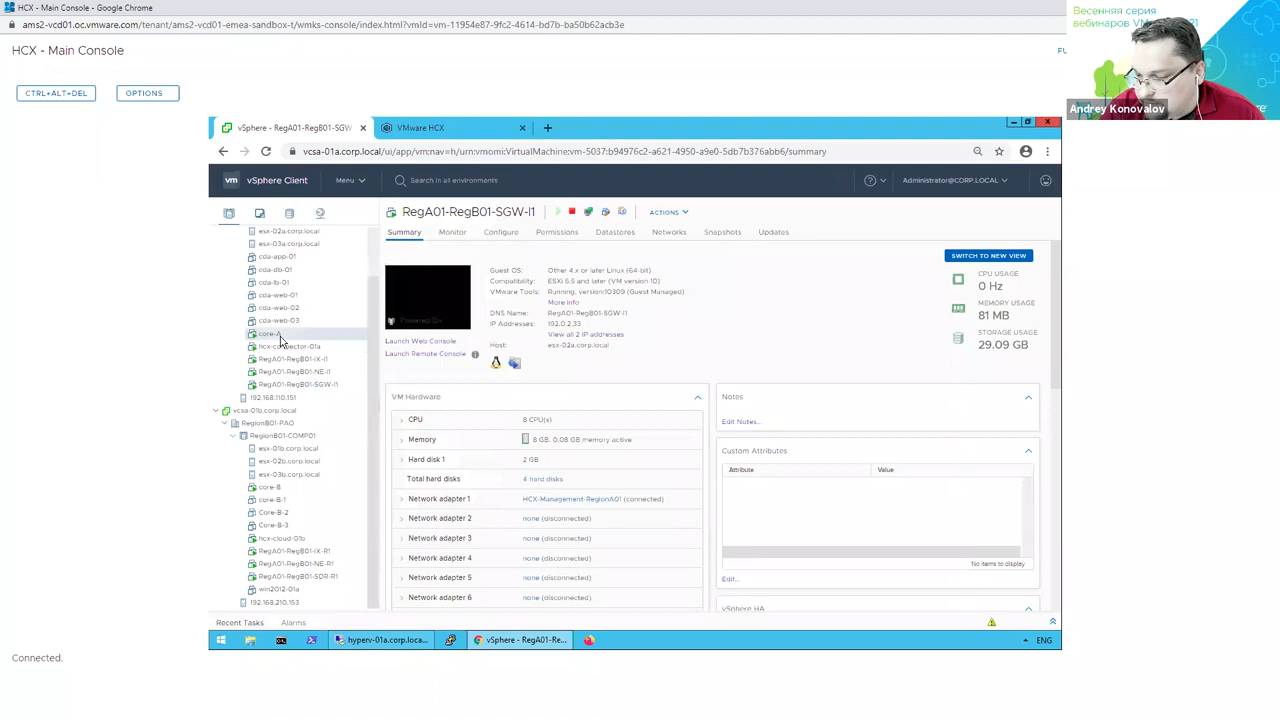 HCX - Main Console - Google Chrome
ams2-vcd01.oc.vmware.com/tenant/ams2-vcd01-emea-sandbox-t/wmks-console/index.html?vmId=vm-11954e87-9fc2-4614-bd7b-ba50b62acb3e
Весенняя серия
HCX - Main Console
Andrey Konovalov
CTRL+ALT+DEL
OPTIONS
vSphere - RegA01-RegB01-SGW
VMware HCX
vcsa-01a.corp.local/ui/app/vm;nav=h/urn:vmomi:VirtualMachine:vm-5037:b94976c2-a621-4950-a9e0-5db7b376abb6/summary
vm vSphere Client
Menu
Search in all environments
Administrator@CORP.LOCAL
RegA01-RegB01-SGW-I1
ACTIONS
Summary
Monitor
Configure
Permissions
Datastores
Networks
Snapshots
Updates
esx-02a.corp.local
esx-03a.corp.local
cda-app-01
cda-db-01
cda-lb-01
cda-web-01
cda-web-02
cda-web-03
core-A
hcx-connector-01a
RegA01-RegB01-IX-I1
RegA01-RegB01-NE-I1
RegA01-RegB01-SGW-I1
192.168.110.151
vcsa-01b.corp.local
RegionB01-PAO
RegionB01-COMP01
esx-01b.corp.local
esx-02b.corp.local
esx-03b.corp.local
core-B
core-B-1
Core-B-2
Core-B-3
hcx-cloud-01b
RegA01-RegB01-IX-R1
RegA01-RegB01-NE-R1
RegA01-RegB01-SDR-R1
win2012-01a
192.168.210.153
Powered On
Launch Web Console
Launch Remote Console
Guest OS: Other 4.x or later Linux (64-bit)
Compatibility: ESXi 5.5 and later (VM version 10)
VMware Tools: Running, version:10309 (Guest Managed)
More info
DNS Name: RegA01-RegB01-SGW-I1
IP Addresses: 192.0.2.33
View all 2 IP addresses
Host: esx-02a.corp.local
SWITCH TO NEW VIEW
CPU USAGE
0 Hz
MEMORY USAGE
81 MB
STORAGE USAGE
29.09 GB
VM Hardware
CPU 8 CPU(s)
Memory 8 GB, 0.08 GB memory active
Hard disk 1 2 GB
Total hard disks 4 hard disks
Network adapter 1 HCX-Management-RegionA01 (connected)
Network adapter 2 none (disconnected)
Network adapter 3 none (disconnected)
Network adapter 4 none (disconnected)
Network adapter 5 none (disconnected)
Network adapter 6 none (disconnected)
Notes
Edit Notes...
Custom Attributes
Attribute Value
No items to display
Edit...
vSphere HA
Recent Tasks
Alarms
hyperv-01a.corp.loca...
vSphere - RegA01-Re...
ENG
Connected.